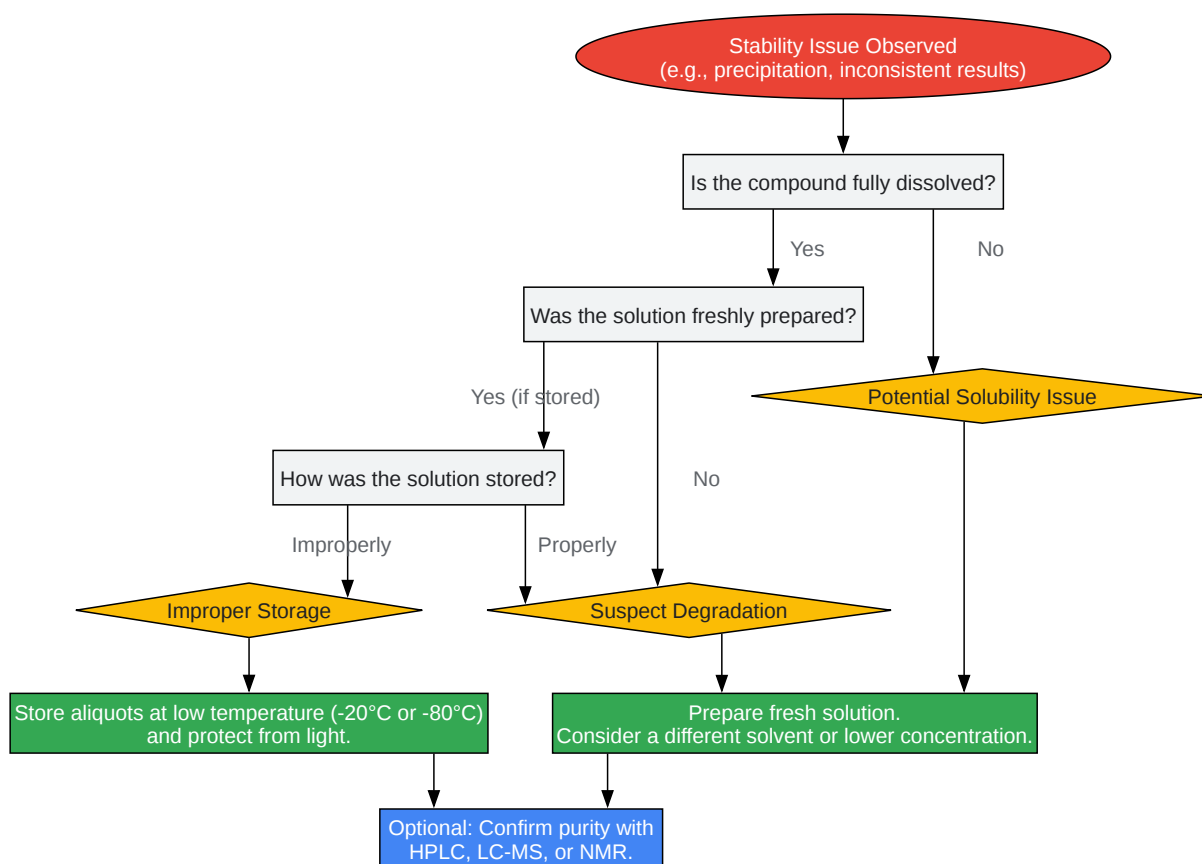 Stability Issue Observed
(e.g., precipitation, inconsistent results)
Is the compound fully dissolved?
Yes
No
Was the solution freshly prepared?
Yes (if stored)
Potential Solubility Issue
How was the solution stored?
No
Improperly
Properly
Improper Storage
Suspect Degradation
Store aliquots at low temperature (-20°C or -80°C)
and protect from light.
Prepare fresh solution.
Consider a different solvent or lower concentration.
Optional: Confirm purity with
HPLC, LC-MS, or NMR.